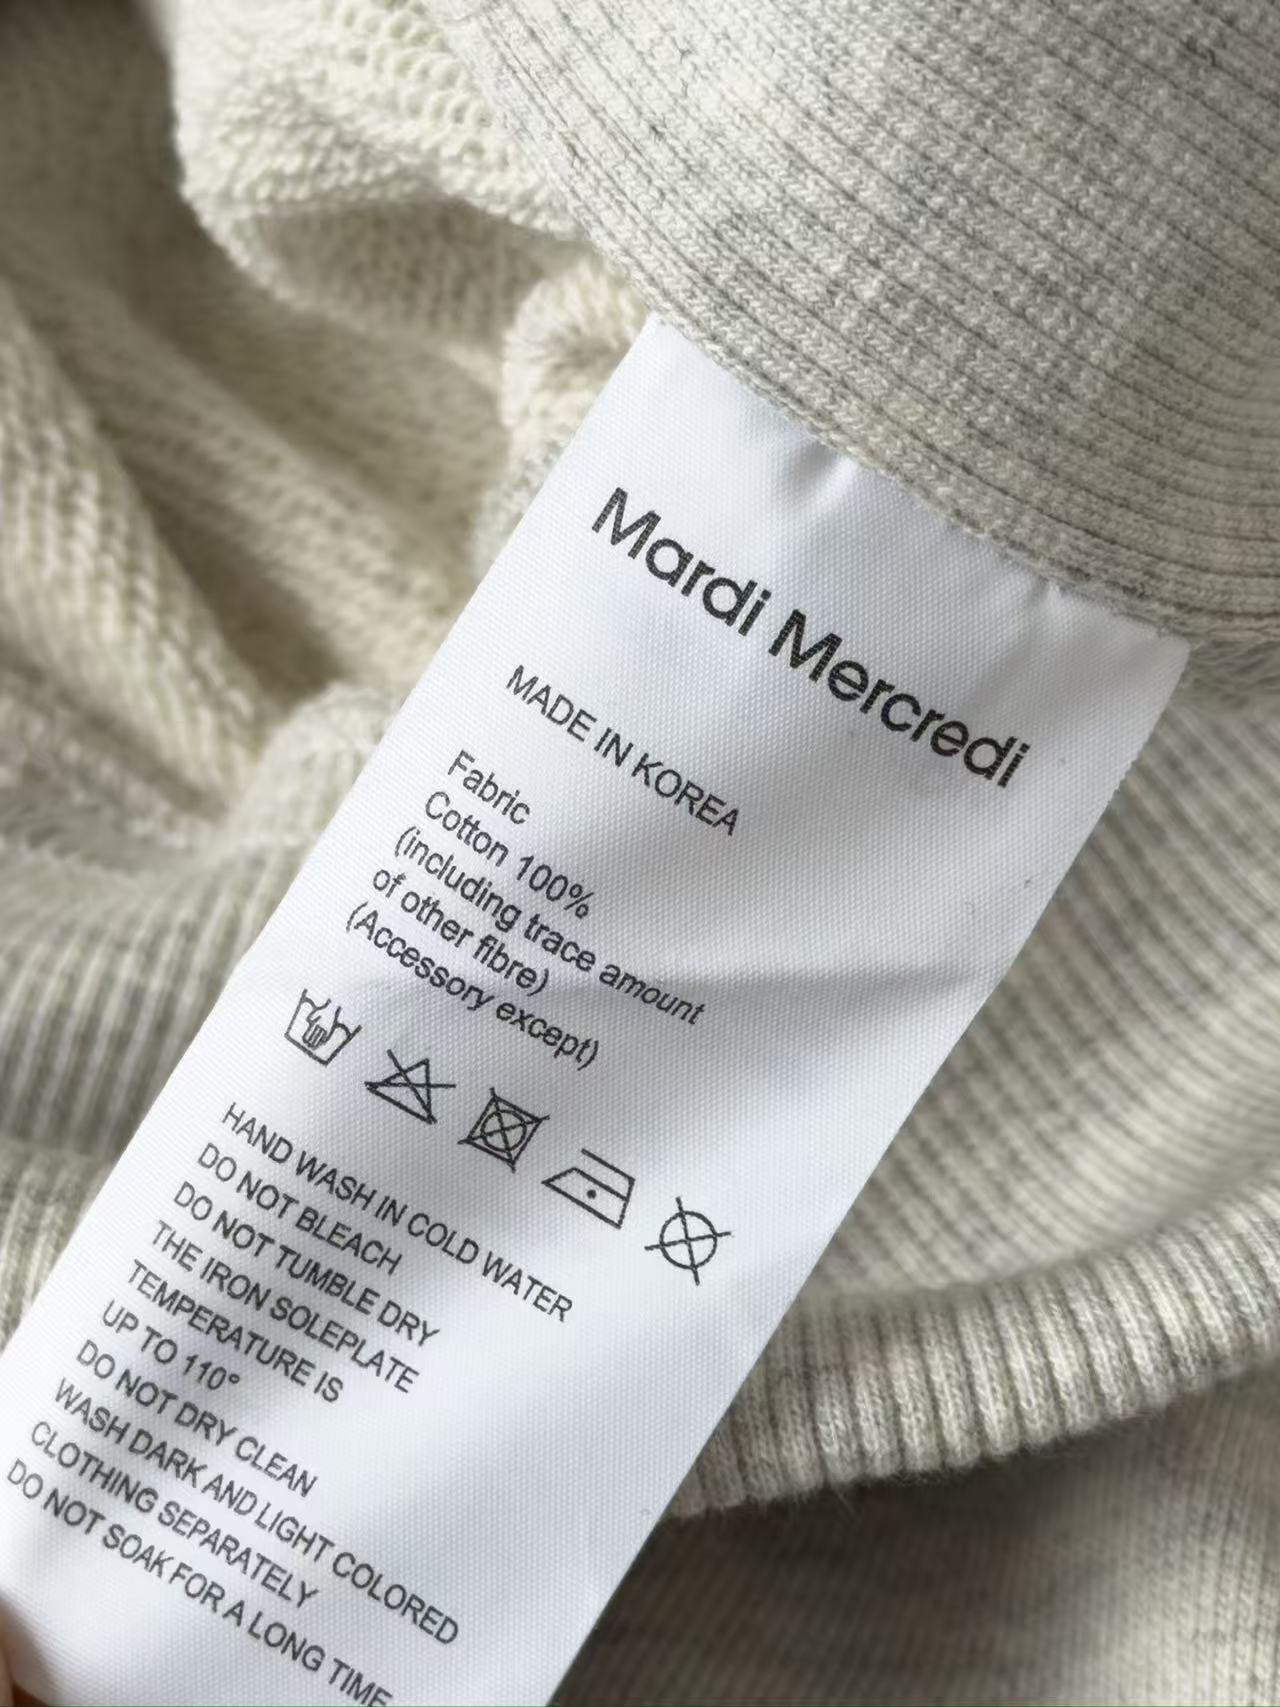 Mardi Mercredi
MADE IN KOREA
Fabric
Cotton 100%
(including trace amount
of other fibre)
(Accessory except)
HAND WASH IN COLD WATER
DO NOT BLEACH
DO NOT TUMBLE DRY
THE IRON SOLEPLATE
TEMPERATURE IS
UP TO 110°
DO NOT DRY CLEAN
WASH DARK AND LIGHT COLORED
CLOTHING SEPARATELY
DO NOT SOAK FOR A LONG TIME